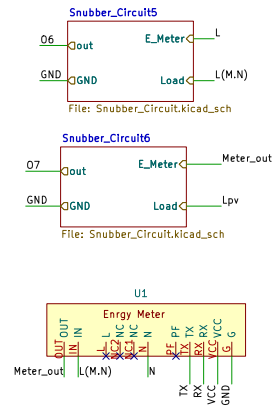 Snubber_Circuit5
O6 out E_Meter L
GND GND Load L(M.N)
File: Snubber_Circuit.kicad_sch
Snubber_Circuit6
O7 out E_Meter Meter_out
GND GND Load Lpv
File: Snubber_Circuit.kicad_sch
U1
Enrgy Meter
OUT IN L NC NC N PF TX RX VCC G
OUT IN L NC2 NC1 N PF TX RX VCC G
Meter_out L(M.N) N
TX RX VCC GND